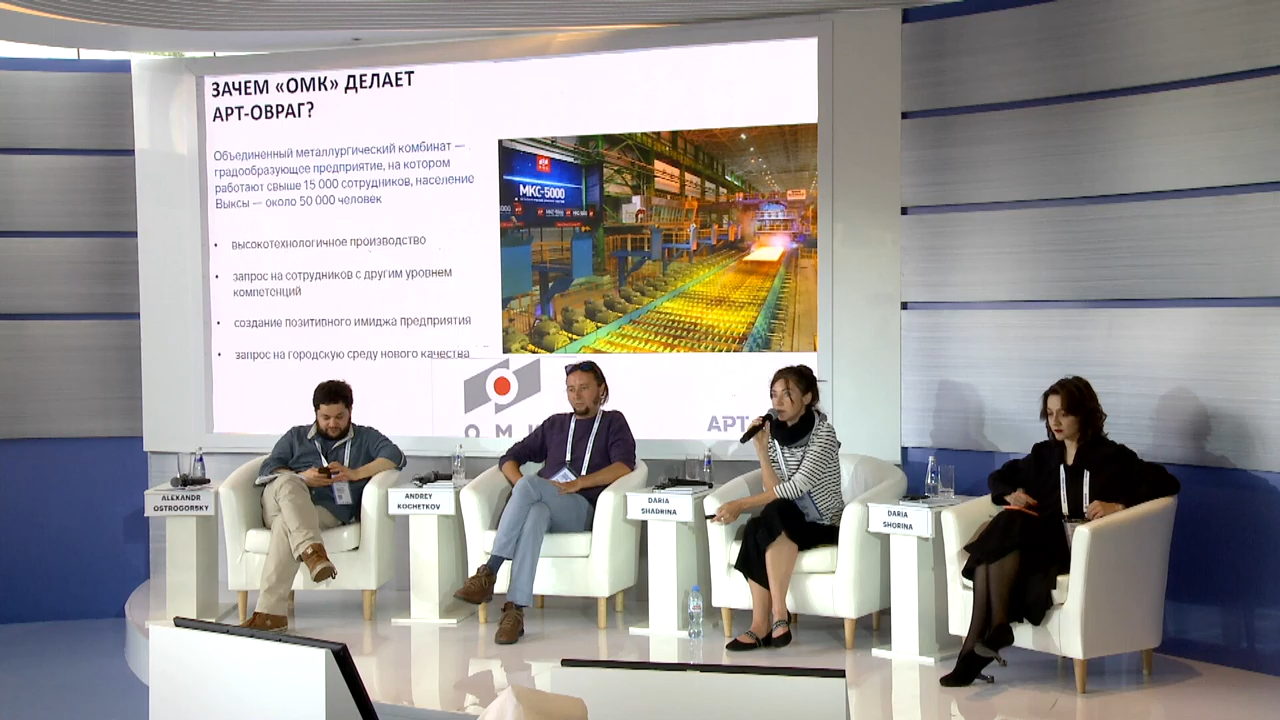 ЗАЧЕМ «ОМК» ДЕЛАЕТ
АРТ-ОВРАГ?
Объединенный металлургический комбинат —
градообразующее предприятие, на котором
работают свыше 15 000 сотрудников, население
Выксы — около 50 000 человек
• высокотехнологичное производство
• запрос на сотрудников с другим уровнем
компетенций
• создание позитивного имиджа предприятия
• запрос на городскую среду нового качества
МКС-5000
О М К
АРТ
ALEXANDR
OSTROGORSKY
ANDREY
KOCHETKOV
DARIA
SHADRINA
DARIA
SHORINA